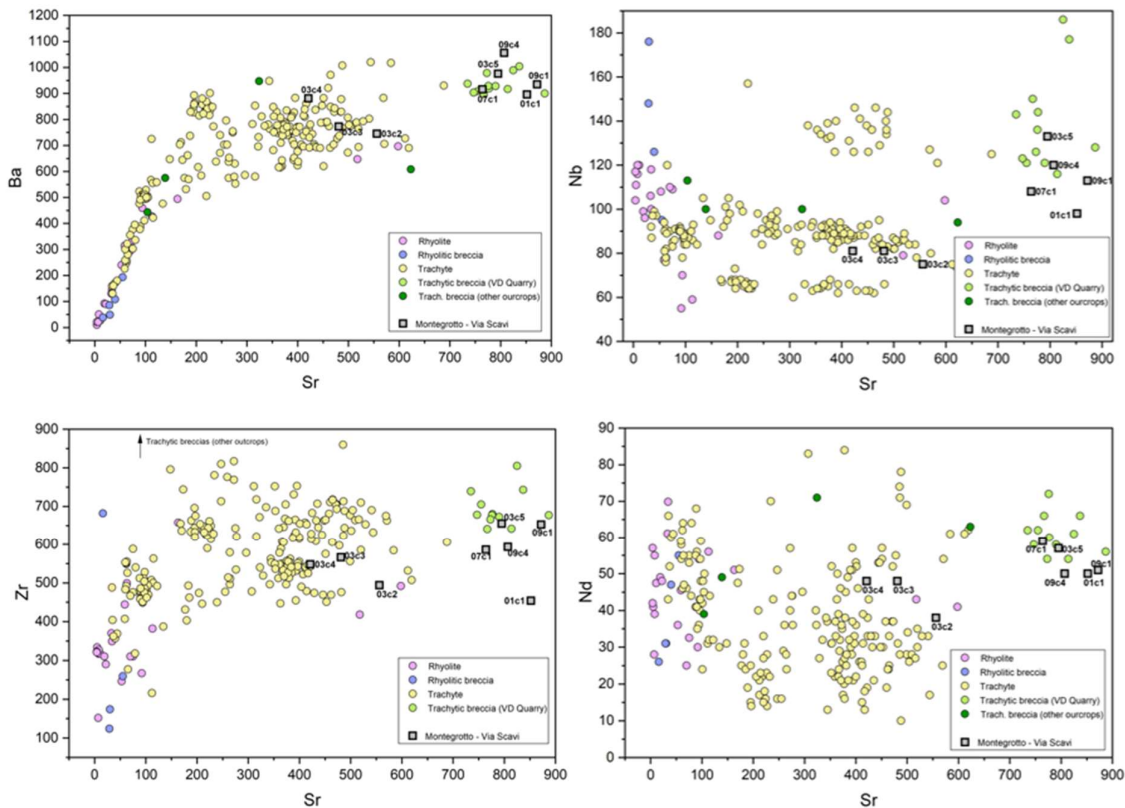 1200
1100
1000
900
800
700
600
500
400
300
200
100
0
Ba
09c4
03c5
09c1
03c4
07c1
01c1
03c3
03c2
Rhyolite
Rhyolitic breccia
Trachyte
Trachytic breccia (VD Quarry)
Trach. breccia (other ourcrops)
Montegrotto - Via Scavi
0 100 200 300 400 500 600 700 800 900
Sr
180
160
140
120
100
80
60
40
Nb
03c5
09c4
09c1
07c1
01c1
03c4
03c3
03c2
Rhyolite
Rhyolitic breccia
Trachyte
Trachytic breccia (VD Quarry)
Trach. breccia (other ourcrops)
Montegrotto - Via Scavi
0 100 200 300 400 500 600 700 800 900
Sr
900
800
700
600
500
400
300
200
100
Zr
Trachytic breccias (other outcrops)
03c5
09c1
07c1
09c4
03c4
03c3
03c2
01c1
Rhyolite
Rhyolitic breccia
Trachyte
Trachytic breccia (VD Quarry)
Montegrotto - Via Scavi
0 100 200 300 400 500 600 700 800 900
Sr
90
80
70
60
50
40
30
20
10
0
Nd
07c1
03c5
09c1
09c4
01c1
03c4
03c3
03c2
Rhyolite
Rhyolitic breccia
Trachyte
Trachytic breccia (VD Quarry)
Trach. breccia (other ourcrops)
Montegrotto - Via Scavi
0 100 200 300 400 500 600 700 800 900
Sr